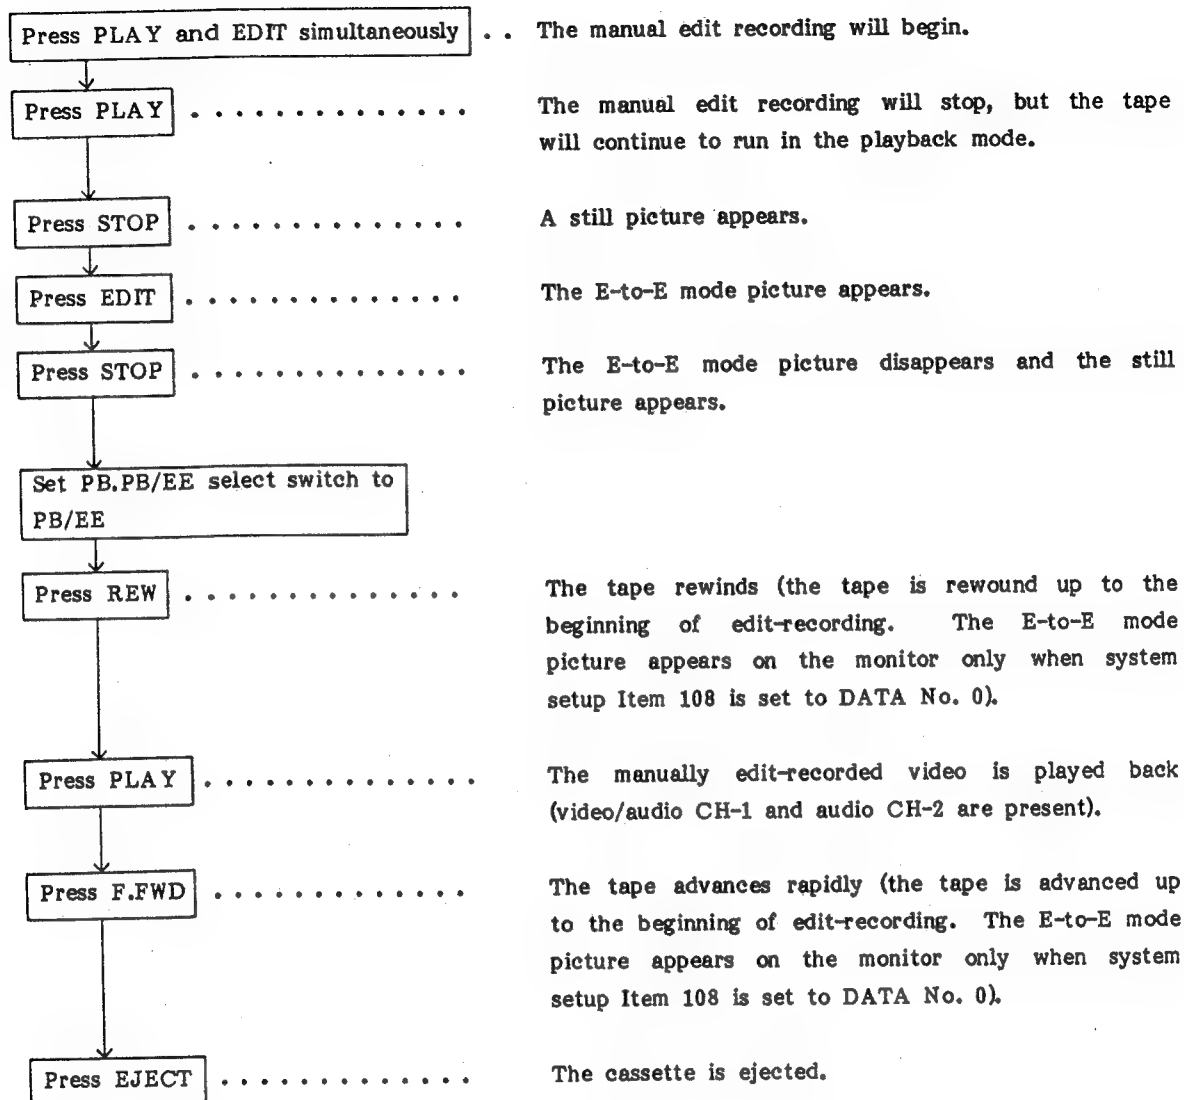 Press PLAY and EDIT simultaneously . . The manual edit recording will begin.
Press PLAY . . . . . . . . . . . . . . The manual edit recording will stop, but the tape
will continue to run in the playback mode.
Press STOP . . . . . . . . . . . . . . A still picture appears.
Press EDIT . . . . . . . . . . . . . . The E-to-E mode picture appears.
Press STOP . . . . . . . . . . . . . . The E-to-E mode picture disappears and the still
picture appears.
Set PB.PB/EE select switch to
PB/EE
Press REW . . . . . . . . . . . . . . The tape rewinds (the tape is rewound up to the
beginning of edit-recording. The E-to-E mode
picture appears on the monitor only when system
setup Item 108 is set to DATA No. 0).
Press PLAY . . . . . . . . . . . . . . The manually edit-recorded video is played back
(video/audio CH-1 and audio CH-2 are present).
Press F.FWD . . . . . . . . . . . . . The tape advances rapidly (the tape is advanced up
to the beginning of edit-recording. The E-to-E mode
picture appears on the monitor only when system
setup Item 108 is set to DATA No. 0).
Press EJECT . . . . . . . . . . . . . The cassette is ejected.